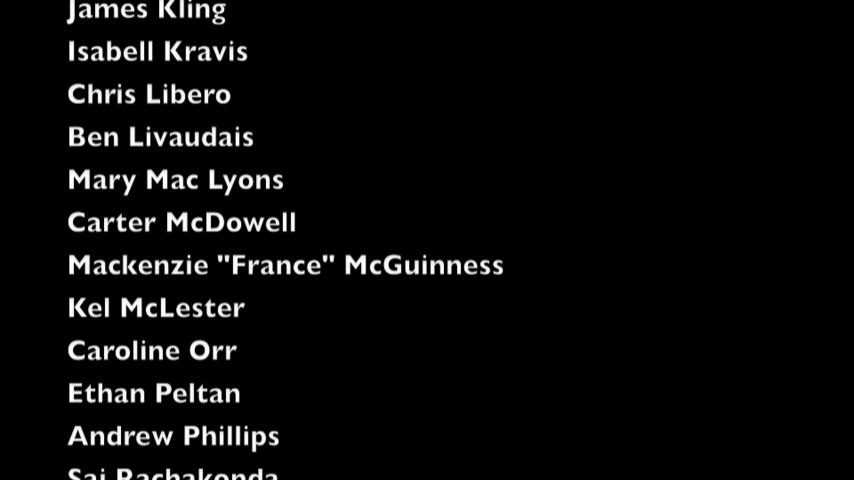 James Kling
Isabell Kravis
Chris Libero
Ben Livaudais
Mary Mac Lyons
Carter McDowell
Mackenzie "France" McGuinness
Kel McLester
Caroline Orr
Ethan Peltan
Andrew Phillips
Sai Rachakonda